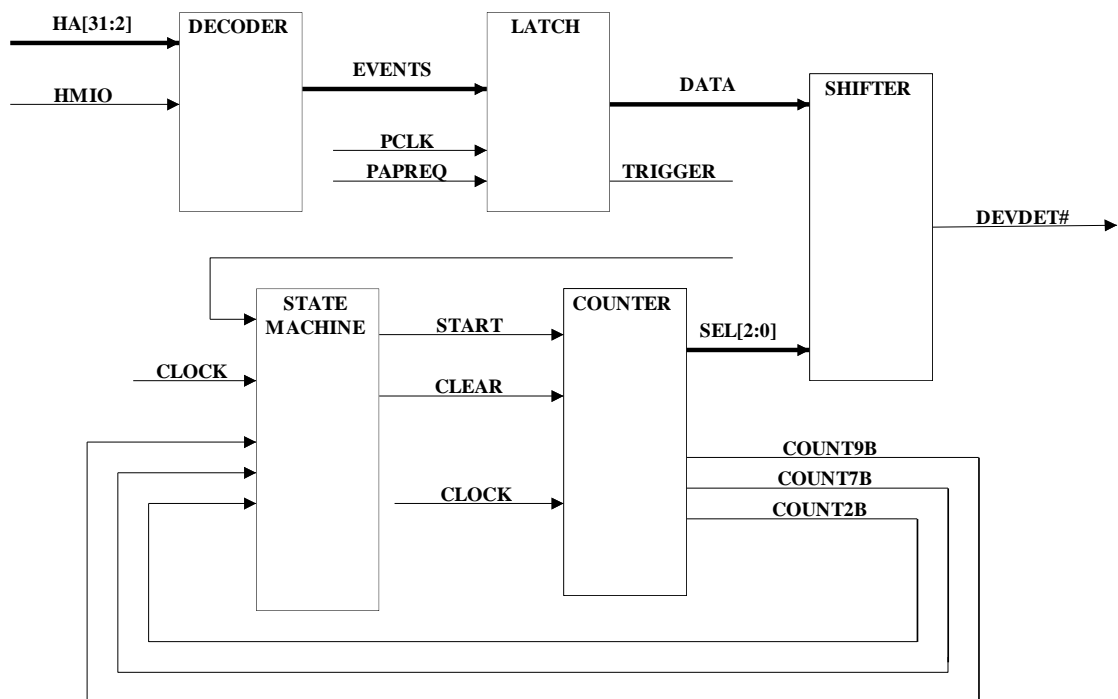 HA[31:2]
DECODER
LATCH
EVENTS
DATA
SHIFTER
HMIO
PCLK
PAPREQ
TRIGGER
DEVDET#
STATE
MACHINE
COUNTER
START
SEL[2:0]
CLOCK
CLEAR
COUNT9B
COUNT7B
CLOCK
COUNT2B